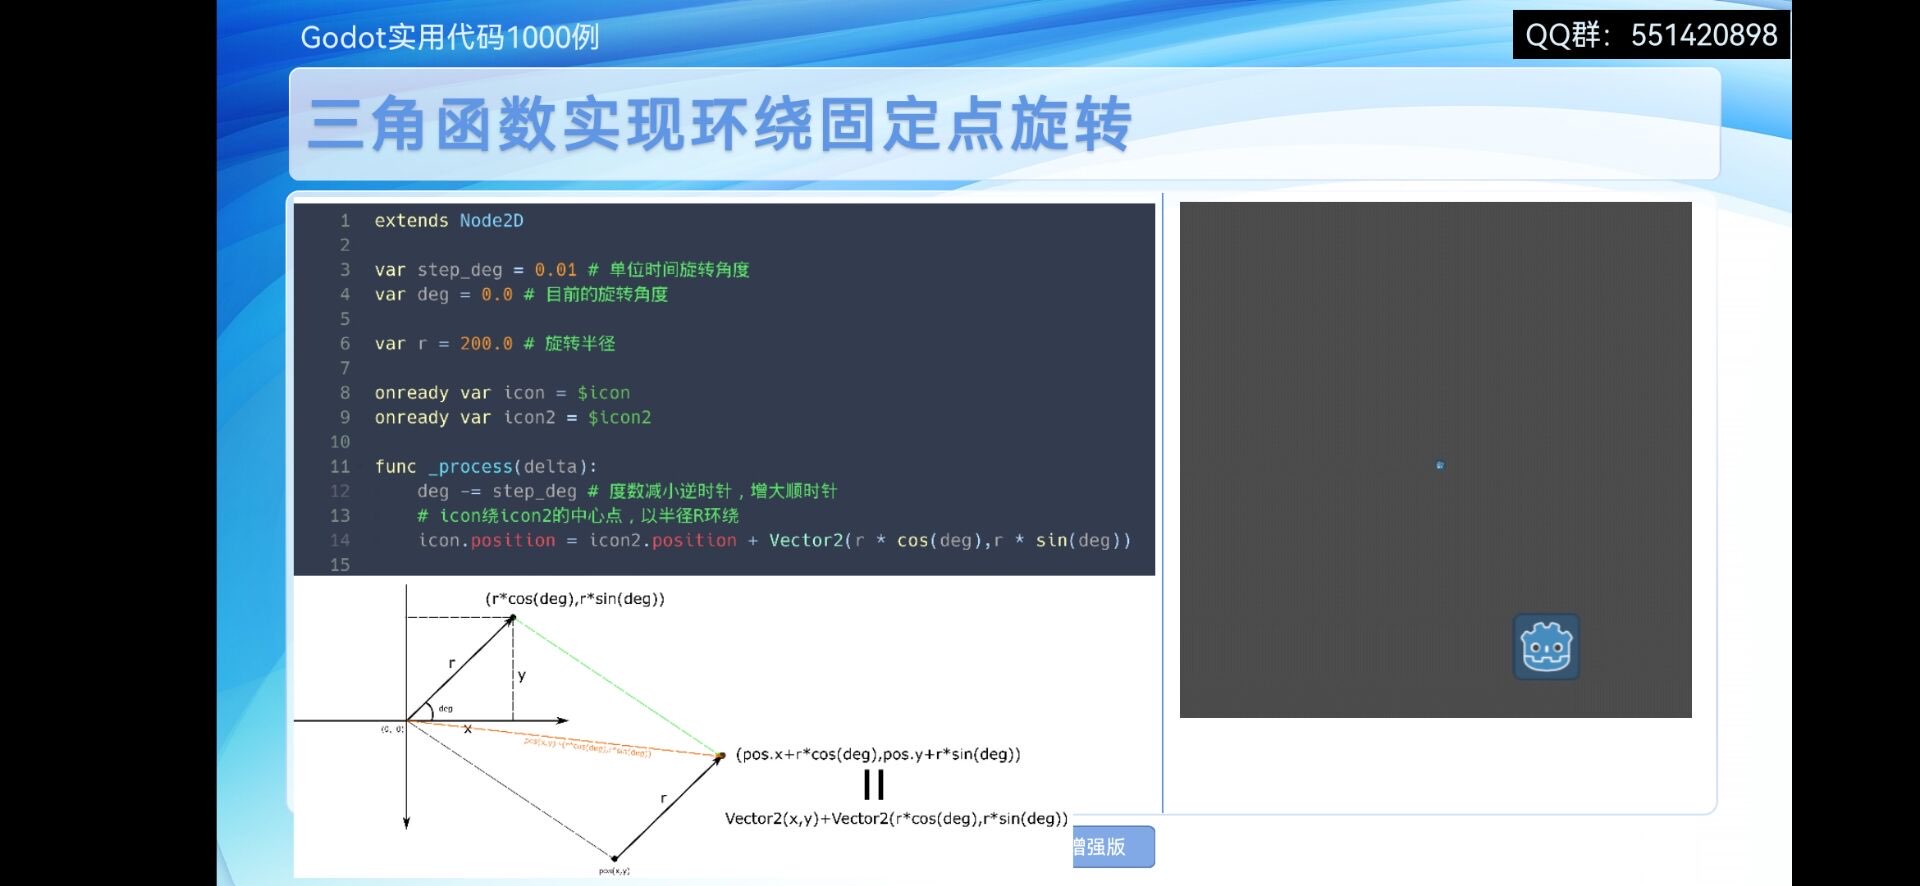 Godot实用代码1000例
QQ群：551420898
三角函数实现环绕固定点旋转
1 extends Node2D
2
3 var step_deg = 0.01 # 单位时间旋转角度
4 var deg = 0.0 # 目前的旋转角度
5
6 var r = 200.0 # 旋转半径
7
8 onready var icon = $icon
9 onready var icon2 = $icon2
10
11 func _process(delta):
12 deg -= step_deg # 度数减小逆时针，增大顺时针
13 # icon绕icon2的中心点，以半径R环绕
14 icon.position = icon2.position + Vector2(r * cos(deg),r * sin(deg))
15
(r*cos(deg),r*sin(deg))
r
y
deg
(0, 0)
x
(pos.x+r*cos(deg),pos.y+r*sin(deg))
r
Vector2(x,y)+Vector2(r*cos(deg),r*sin(deg))
增强版
pos(x,y)